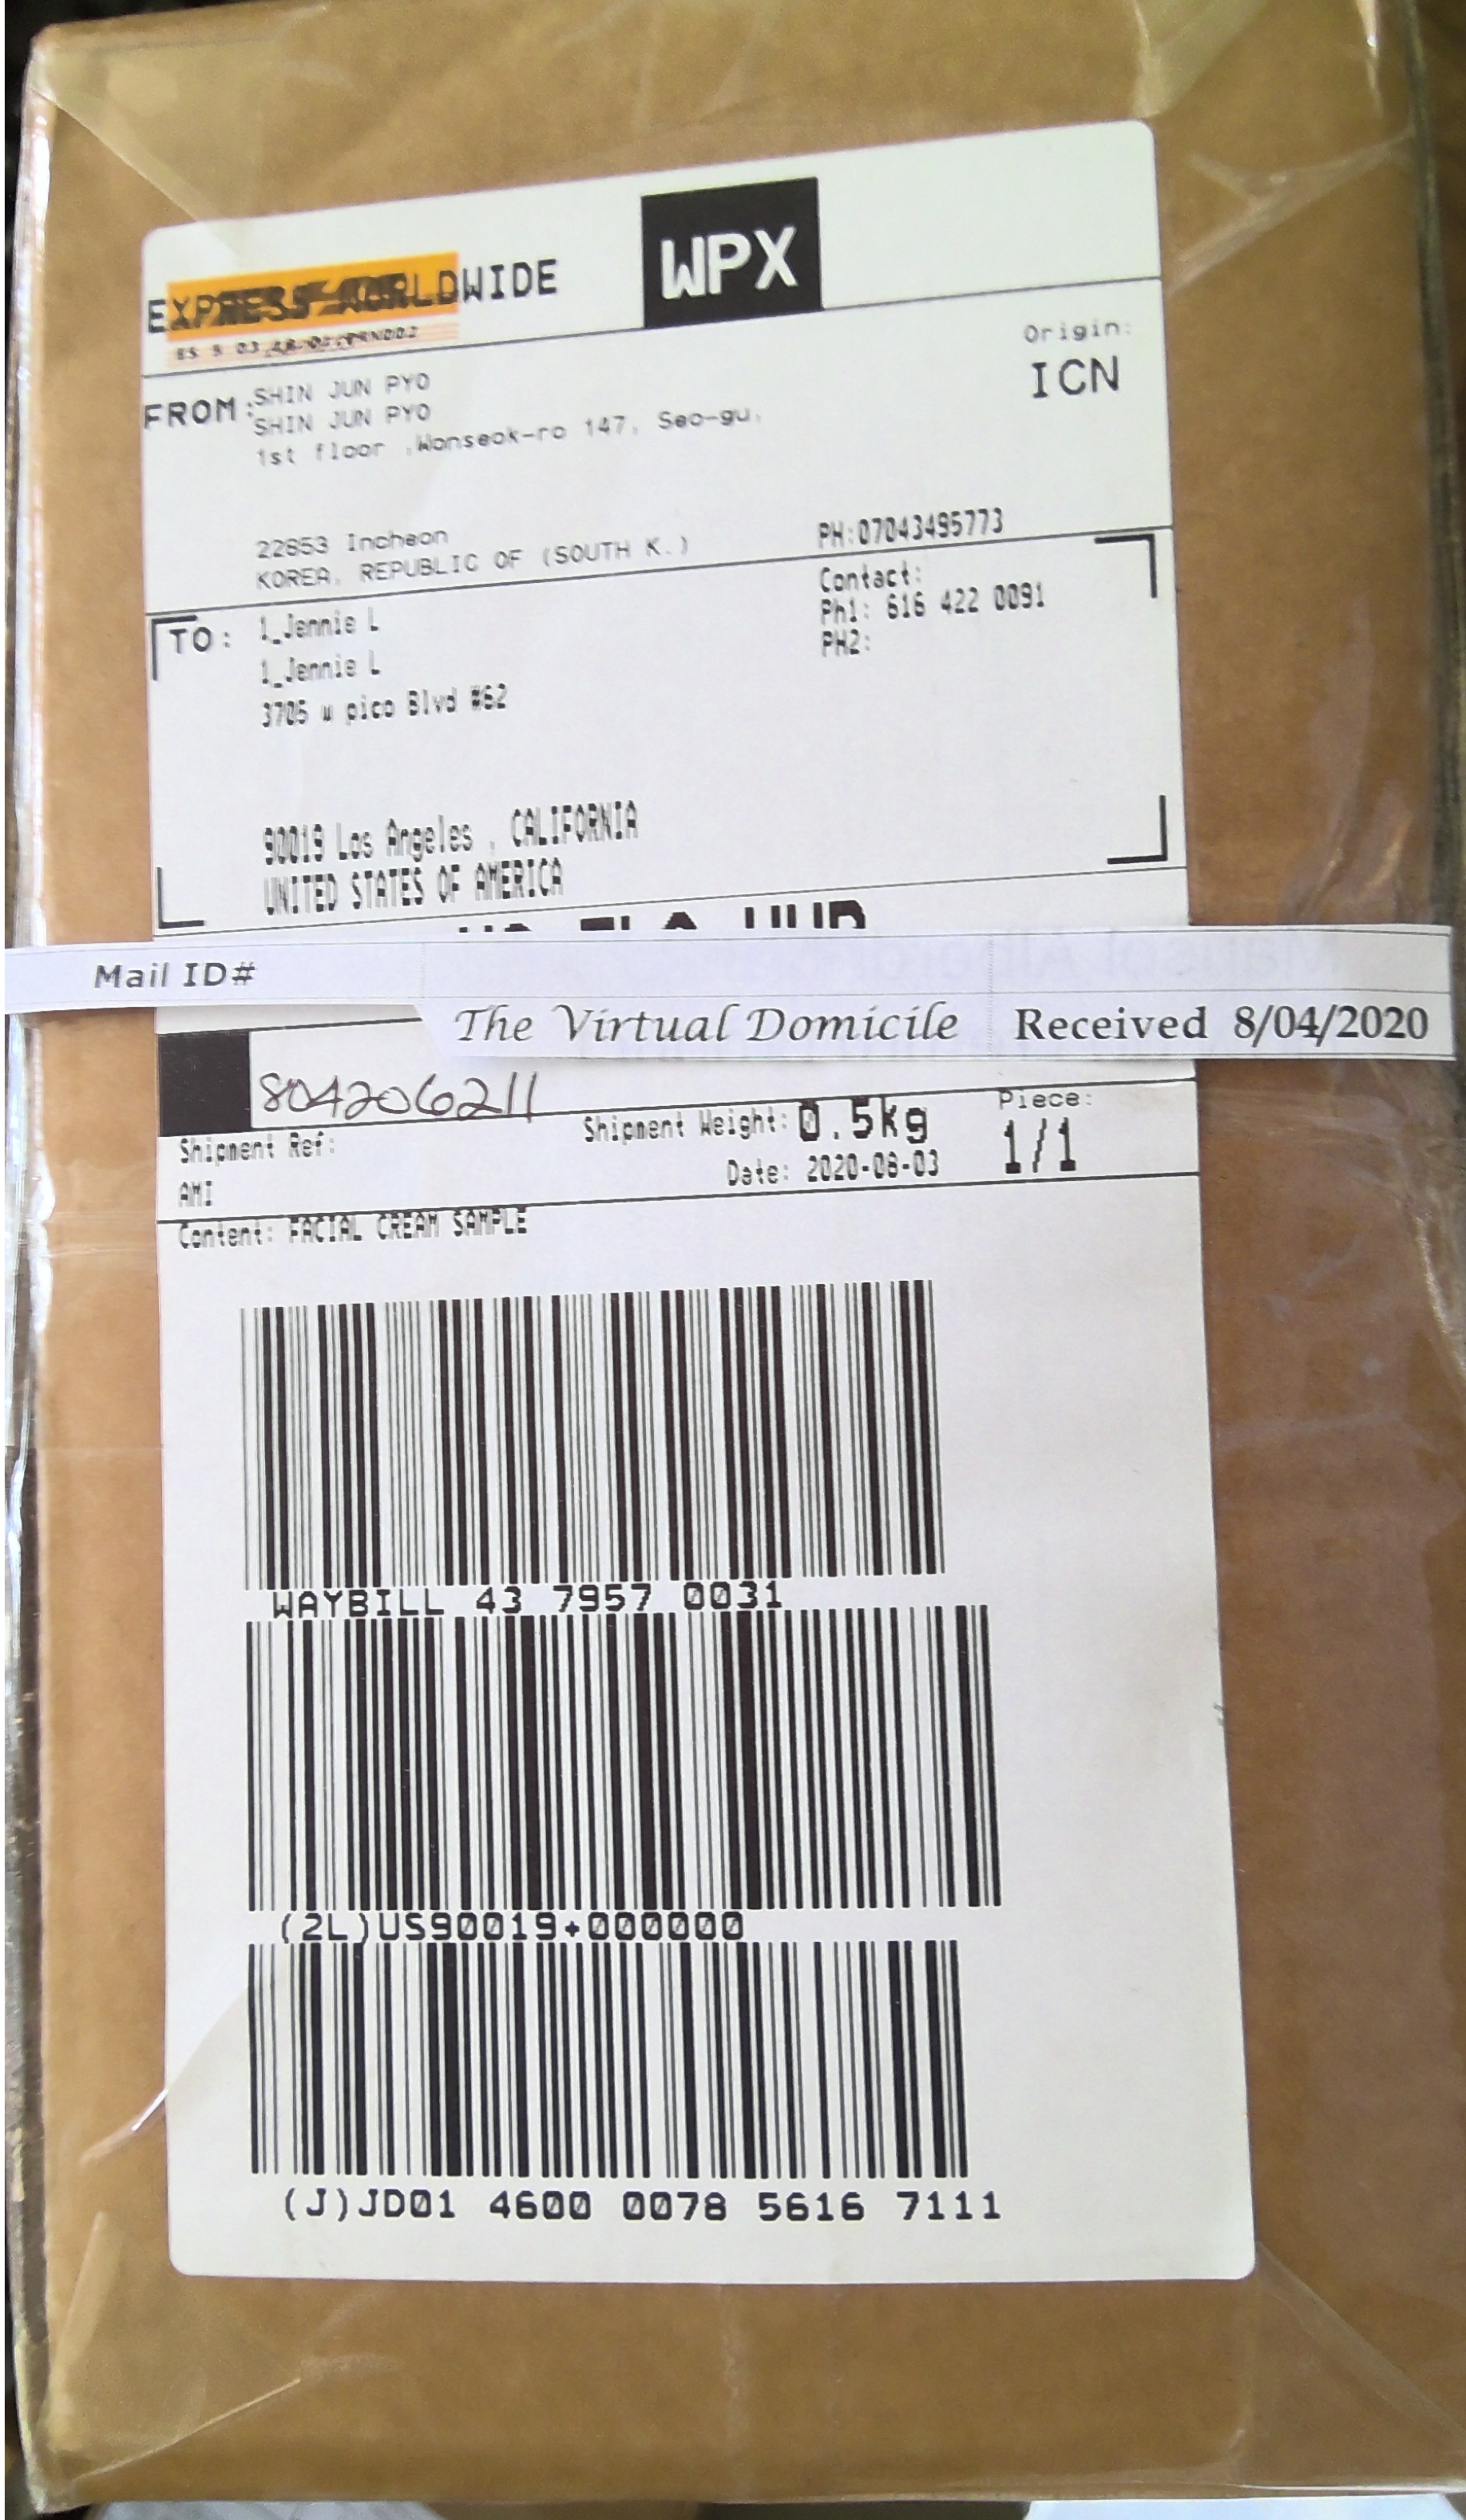 EXPRESS WORLDWIDE
WPX
Origin:
ICN
FROM: SHIN JUN PYO
SHIN JUN PYO
1st floor ,Wonseok-ro 147, Seo-gu,
22853 Incheon
KOREA, REPUBLIC OF (SOUTH K.)
PH:07043495773
Contact:
Ph1: 616 422 0091
PH2:
TO: 1_Jennie L
1_Jennie L
3705 w pico Blvd #62
90019 Los Angeles , CALIFORNIA
UNITED STATES OF AMERICA
Mail ID#
The Virtual Domicile Received 8/04/2020
804206211
Shipment Ref:
AMI
Shipment Weight: 0.5kg
Date: 2020-08-03
Piece:
1/1
Content: FACIAL CREAM SAMPLE
WAYBILL 43 7957 0031
(2L)US90019+000000
(J)JD01 4600 0078 5616 7111